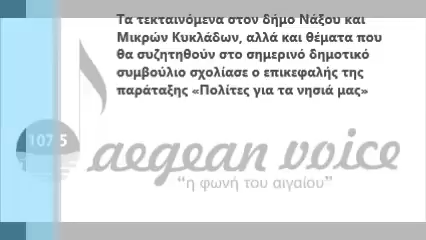 Τα τεκταινόμενα στον δήμο Νάξου και
Μικρών Κυκλάδων, αλλά και θέματα που
θα συζητηθούν στο σημερινό δημοτικό
συμβούλιο σχολίασε ο επικεφαλής της
παράταξης «Πολίτες για τα νησιά μας»
107.5
aegean voice
“η φωνή του αιγαίου”